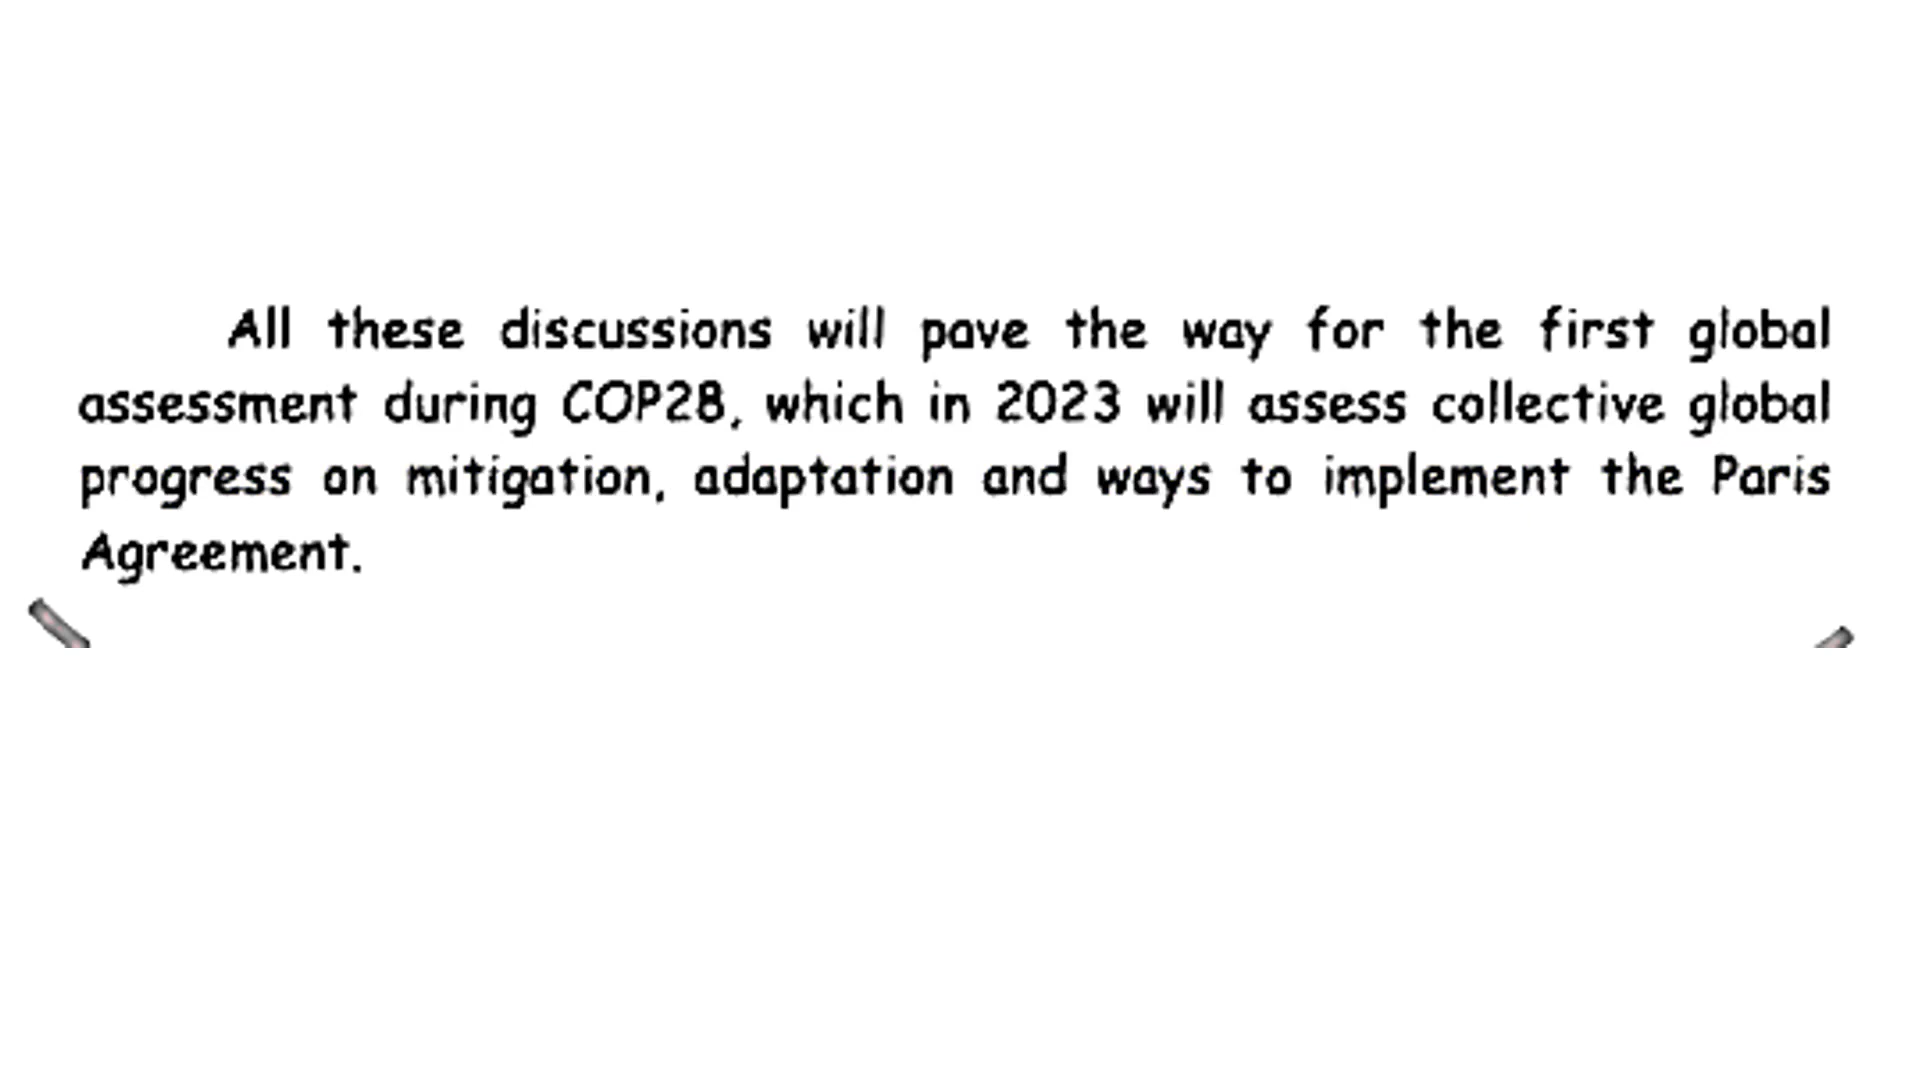 All these discussions will pave the way for the first global
assessment during COP28, which in 2023 will assess collective global
progress on mitigation, adaptation and ways to implement the Paris
Agreement.